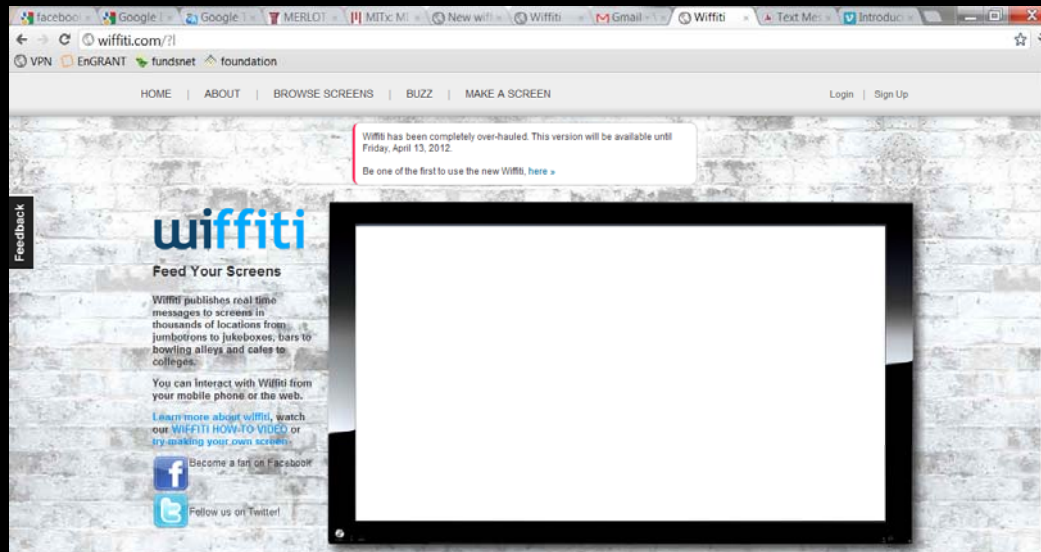 faceboo
Google
Google
MERLOT
MITx: M
New wiff
Wiffiti
Gmail -
Wiffiti
Text Mes
Introduc
wiffiti.com/?l
VPN EnGRANT fundsnet foundation
HOME | ABOUT | BROWSE SCREENS | BUZZ | MAKE A SCREEN Login | Sign Up
Wiffiti has been completely over-hauled. This version will be available until
Friday, April 13, 2012.
Be one of the first to use the new Wiffiti, here »
Feedback
wiffiti
Feed Your Screens
Wiffiti publishes real time
messages to screens in
thousands of locations from
jumbotrons to jukeboxes, bars to
bowling alleys and cafes to
colleges.
You can interact with Wiffiti from
your mobile phone or the web.
Learn more about wiffiti, watch
our WIFFITI HOW-TO VIDEO or
try making your own screen
Become a fan on Facebook
Follow us on Twitter!